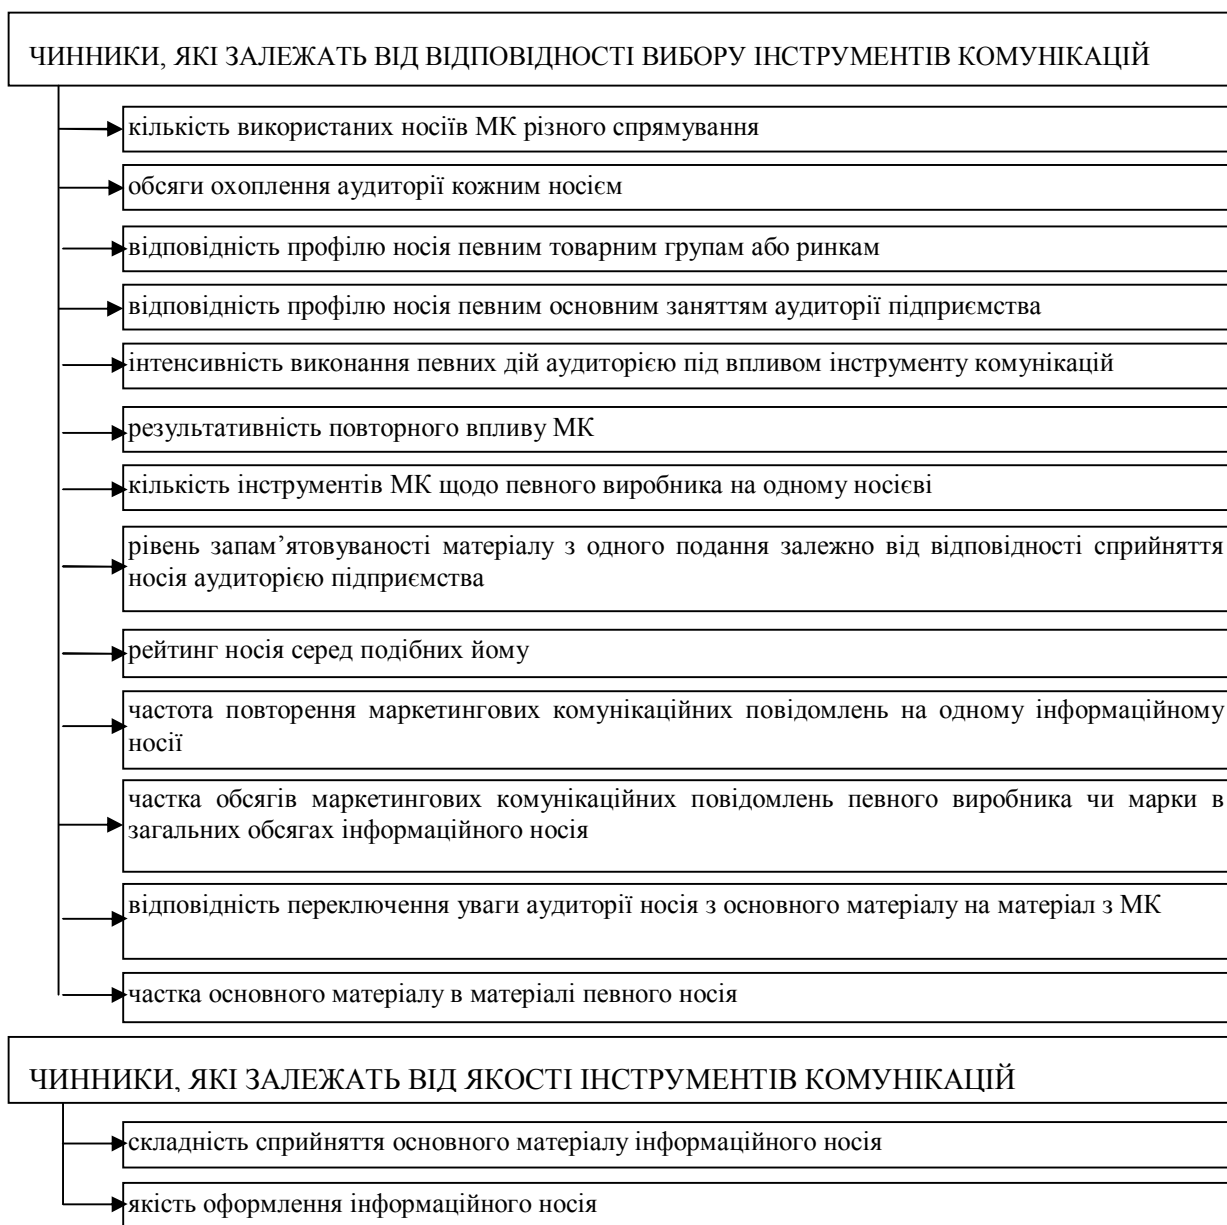 ЧИННИКИ, ЯКІ ЗАЛЕЖАТЬ ВІД ВІДПОВІДНОСТІ ВИБОРУ ІНСТРУМЕНТІВ КОМУНІКАЦІЙ
кількість використаних носіїв МК різного спрямування
обсяги охоплення аудиторії кожним носієм
відповідність профілю носія певним товарним групам або ринкам
відповідність профілю носія певним основним заняттям аудиторії підприємства
інтенсивність виконання певних дій аудиторією під впливом інструменту комунікацій
результативність повторного впливу МК
кількість інструментів МК щодо певного виробника на одному носієві
рівень запам’ятовуваності матеріалу з одного подання залежно від відповідності сприйняття
носія аудиторією підприємства
рейтинг носія серед подібних йому
частота повторення маркетингових комунікаційних повідомлень на одному інформаційному
носії
частка обсягів маркетингових комунікаційних повідомлень певного виробника чи марки в
загальних обсягах інформаційного носія
відповідність переключення уваги аудиторії носія з основного матеріалу на матеріал з МК
частка основного матеріалу в матеріалі певного носія
ЧИННИКИ, ЯКІ ЗАЛЕЖАТЬ ВІД ЯКОСТІ ІНСТРУМЕНТІВ КОМУНІКАЦІЙ
складність сприйняття основного матеріалу інформаційного носія
якість оформлення інформаційного носія